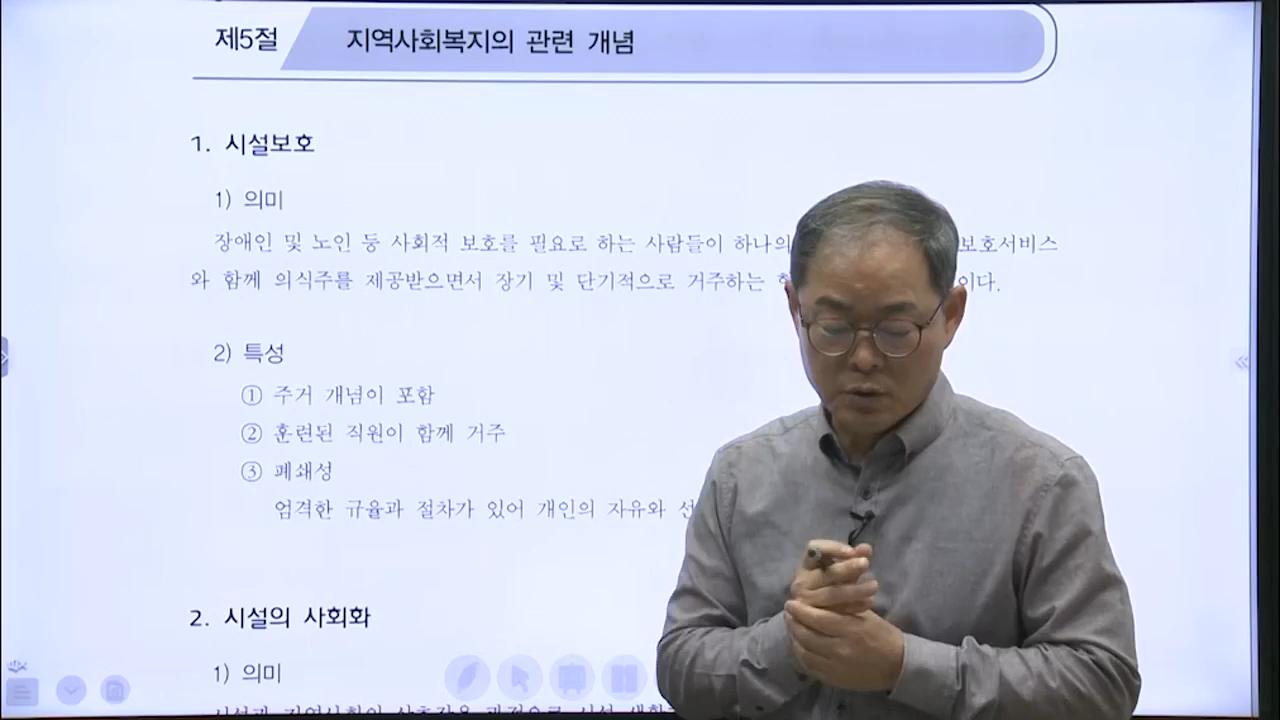 제5절 지역사회복지의 관련 개념
1. 시설보호
1) 의미
장애인 및 노인 등 사회적 보호를 필요로 하는 사람들이 하나의 보호서비스
와 함께 의식주를 제공받으면서 장기 및 단기적으로 거주하는 이다.
2) 특성
① 주거 개념이 포함
② 훈련된 직원이 함께 거주
③ 폐쇄성
엄격한 규율과 절차가 있어 개인의 자유와
2. 시설의 사회화
1) 의미